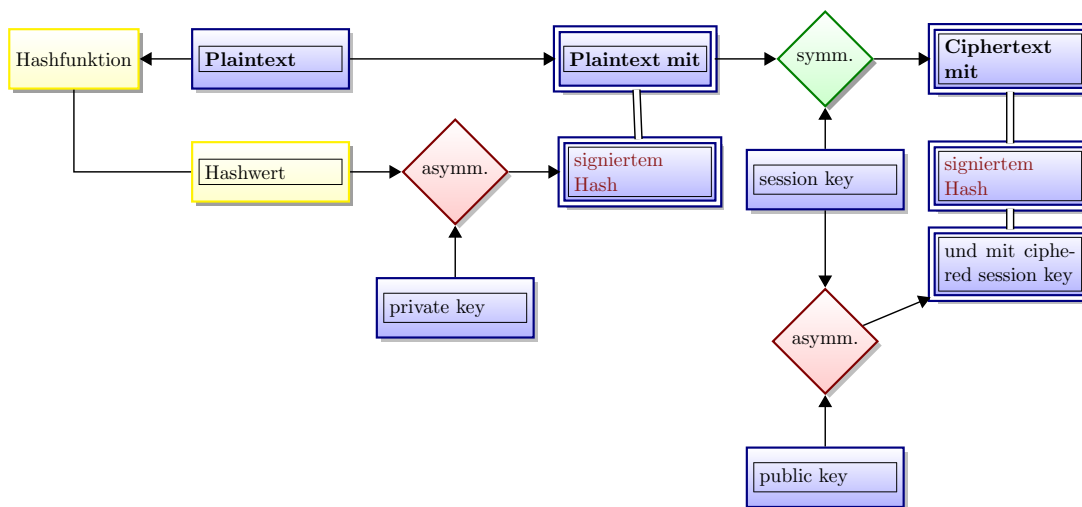 Hashfunktion
Plaintext
Plaintext mit
symm.
Ciphertext
mit
Hashwert
asymm.
signiertem
Hash
session key
signiertem
Hash
private key
und mit ciphe-
red session key
asymm.
public key